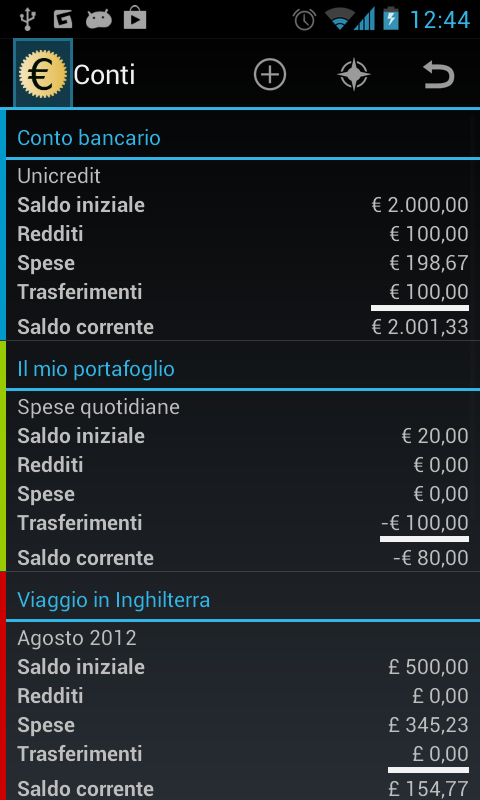 12:44
€ Conti
Conto bancario
Unicredit
Saldo iniziale € 2.000,00
Redditi € 100,00
Spese € 198,67
Trasferimenti € 100,00
Saldo corrente € 2.001,33
Il mio portafoglio
Spese quotidiane
Saldo iniziale € 20,00
Redditi € 0,00
Spese € 0,00
Trasferimenti -€ 100,00
Saldo corrente -€ 80,00
Viaggio in Inghilterra
Agosto 2012
Saldo iniziale £ 500,00
Redditi £ 0,00
Spese £ 345,23
Trasferimenti £ 0,00
Saldo corrente £ 154,77